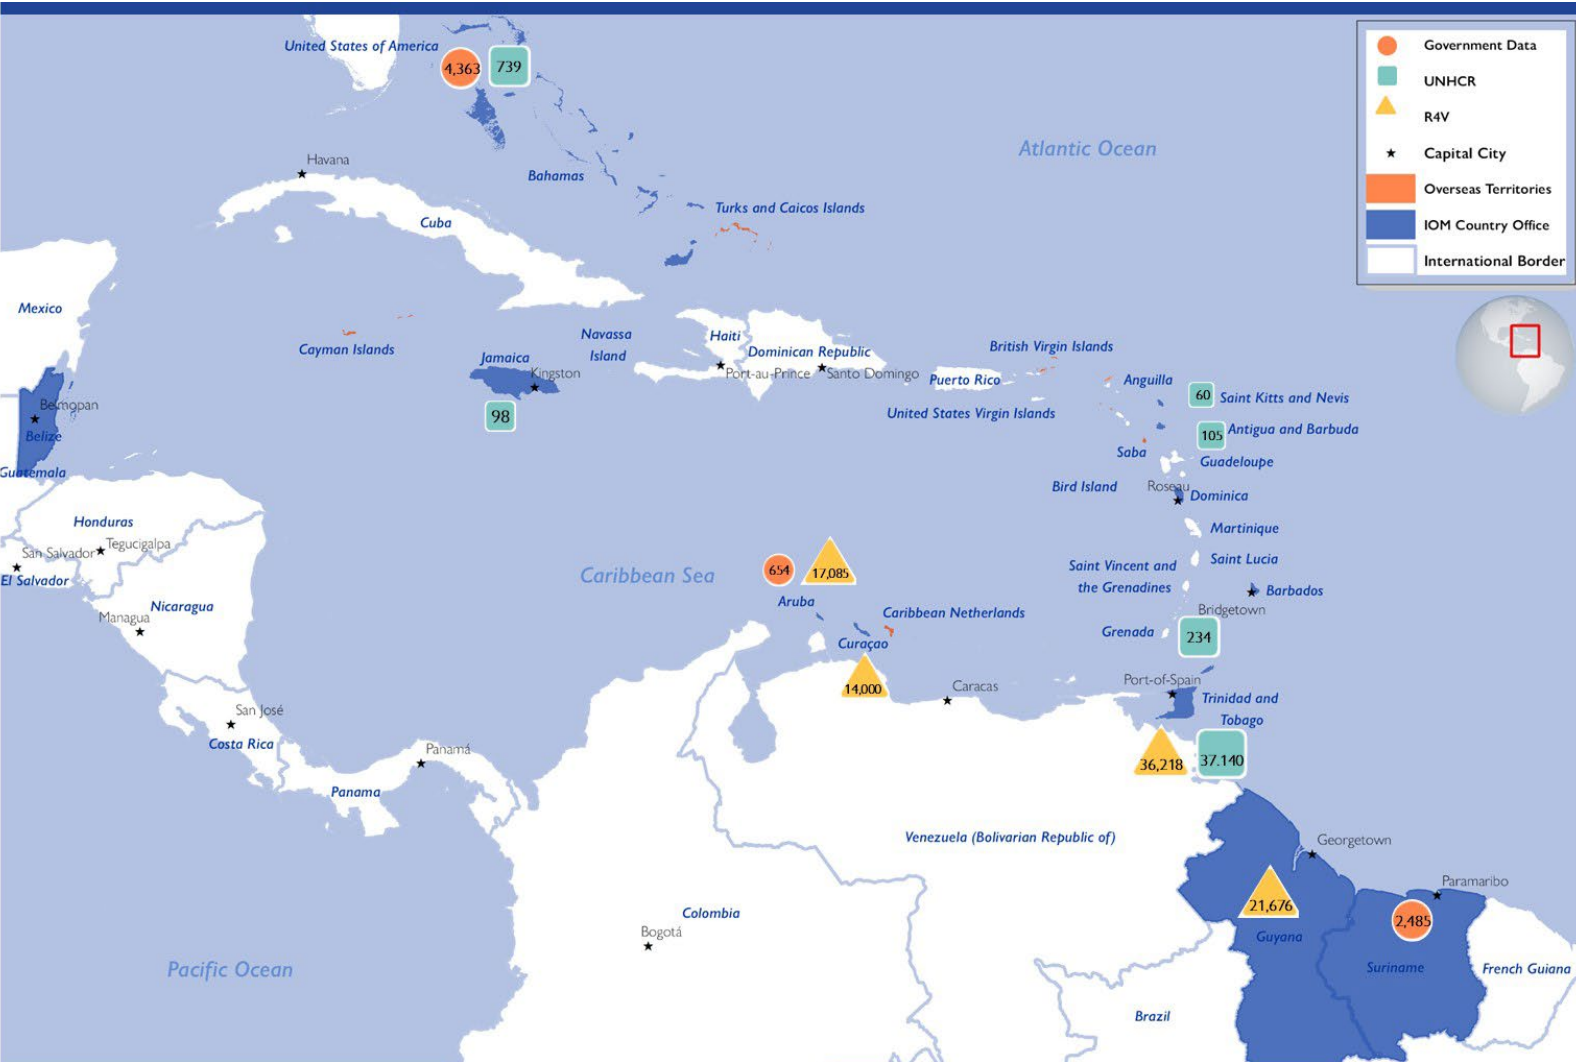 United States of America
4,363
739
Government Data
UNHCR
R4V
Capital City
Overseas Territories
IOM Country Office
International Border
Atlantic Ocean
Havana
Bahamas
Cuba
Turks and Caicos Islands
Mexico
Cayman Islands
Navassa
Island
Haiti
Dominican Republic
Port-au-Prince
Santo Domingo
Jamaica
Kingston
98
Puerto Rico
British Virgin Islands
United States Virgin Islands
Anguilla
60
Saint Kitts and Nevis
105
Antigua and Barbuda
Saba
Guadeloupe
Bird Island
Roseau
Dominica
Martinique
Saint Lucia
Saint Vincent and
the Grenadines
Barbados
Bridgetown
Grenada
234
Belmopan
Belize
Guatemala
Honduras
Tegucigalpa
San Salvador
El Salvador
Nicaragua
Managua
Caribbean Sea
654
17,085
Aruba
Caribbean Netherlands
Curaçao
14,000
Caracas
Port-of-Spain
Trinidad and
Tobago
36,218
37.140
San José
Costa Rica
Panamá
Panama
Venezuela (Bolivarian Republic of)
Georgetown
Paramaribo
21,676
Guyana
2,485
Suriname
French Guiana
Colombia
Bogotá
Pacific Ocean
Brazil